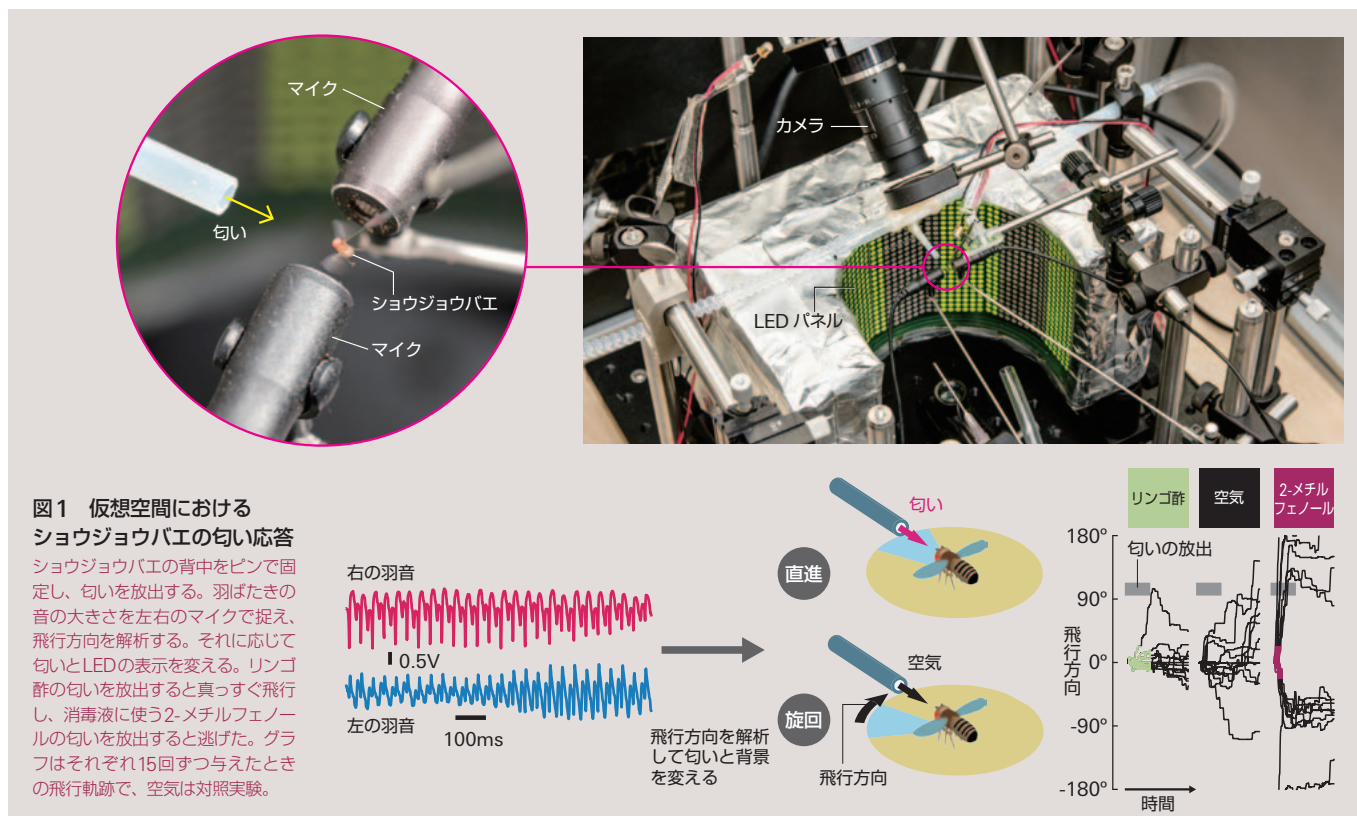 マイク
匂い
ショウジョウバエ
マイク
カメラ
LED パネル
図1　仮想空間における
ショウジョウバエの匂い応答
ショウジョウバエの背中をピンで固
定し、匂いを放出する。羽ばたきの
音の大きさを左右のマイクで捉え、
飛行方向を解析する。それに応じて
匂いとLEDの表示を変える。リンゴ
酢の匂いを放出すると真っすぐ飛行
し、消毒液に使う2-メチルフェノー
ルの匂いを放出すると逃げた。グラ
フはそれぞれ15回ずつ与えたとき
の飛行軌跡で、空気は対照実験。
右の羽音
0.5V
左の羽音
100ms
飛行方向を解析
して匂いと背景
を変える
匂い
直進
空気
旋回
飛行方向
リンゴ酢
空気
2-メチル
フェノール
匂いの放出
180º
90º
0º
-90º
-180º
飛行方向
時間